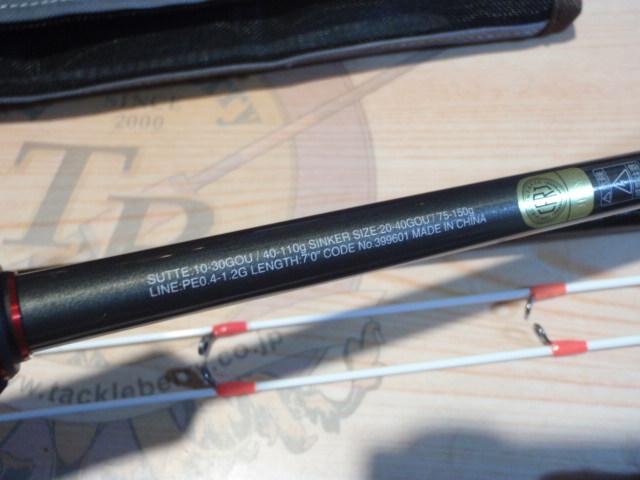 SINCE
2000
TB
SUTTE:10-30GOU / 40-110g SINKER SIZE:20-40GOU / 75-150g
LINE:PE0.4-1.2G LENGTH:7'0" CODE No.399601 MADE IN CHINA
www.tacklebe .co.jp